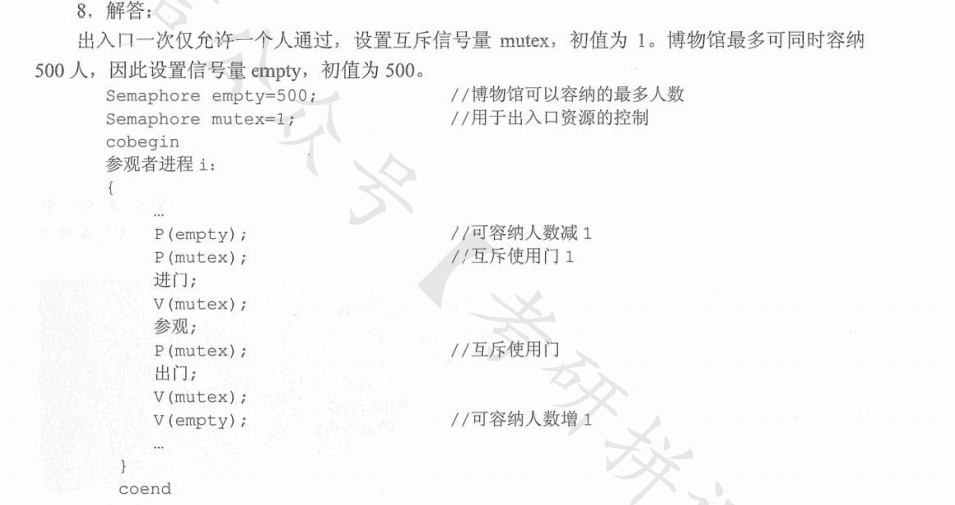 8．解答：
出入口一次仅允许一个人通过，设置互斥信号量 mutex，初值为 1。博物馆最多可同时容纳
500 人，因此设置信号量 empty，初值为 500。
Semaphore empty=500; //博物馆可以容纳的最多人数
Semaphore mutex=1; //用于出入口资源的控制
cobegin
参观者进程 i:
{
…
P(empty); //可容纳人数减 1
P(mutex); //互斥使用门 1
进门;
V(mutex);
参观;
P(mutex); //互斥使用门
出门;
V(mutex);
V(empty); //可容纳人数增 1
…
}
coend
众号【考研拼